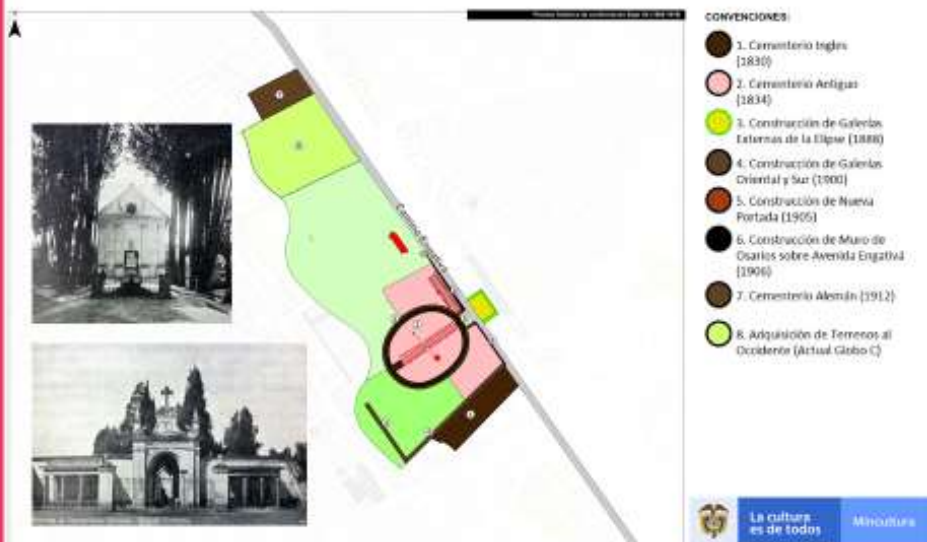 CONVENCIONES:
1. Cementerio Ingles
(1830)
2. Cementerio Antiguo
(1834)
3. Construcción de Galerías
Externas de la Elipse (1888)
4. Construcción de Galerías
Oriental y Sur (1900)
5. Construcción de Nueva
Portada (1905)
6. Construcción de Muro de
Osarios sobre Avenida Engativá
(1906)
7. Cementerio Alemán (1912)
8. Adquisición de Terrenos al
Occidente (Actual Globo C)
Camino Engativá
La cultura
es de todos
Mincultura